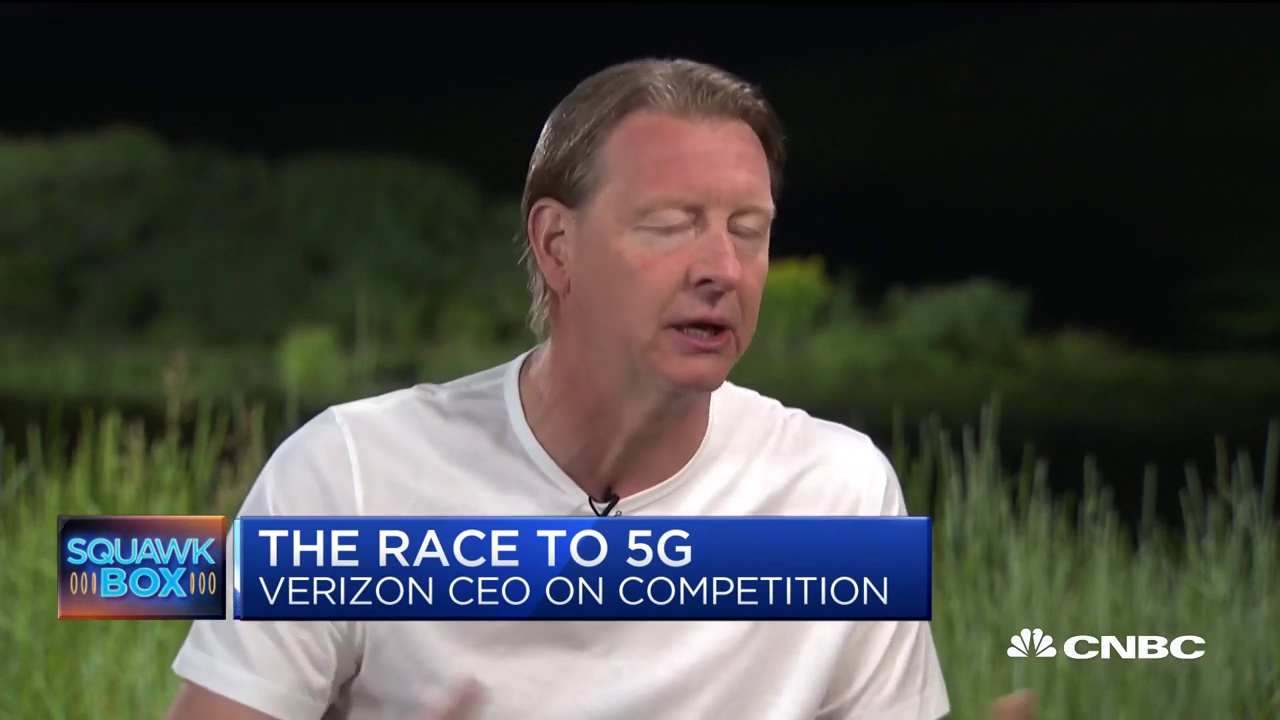 SQUAWK
BOX
THE RACE TO 5G
VERIZON CEO ON COMPETITION
CNBC